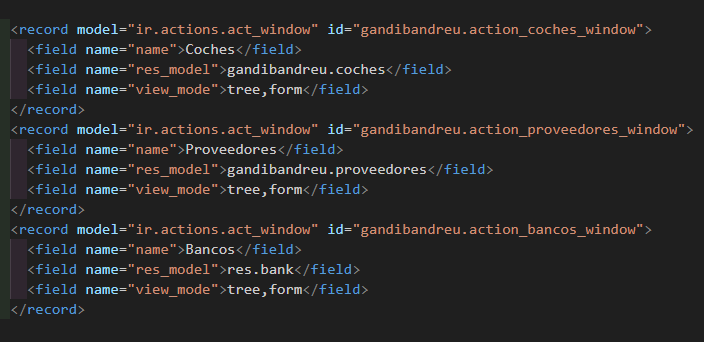 <record model="ir.actions.act_window" id="gandibandreu.action_coches_window">
  <field name="name">Coches</field>
  <field name="res_model">gandibandreu.coches</field>
  <field name="view_mode">tree,form</field>
</record>
<record model="ir.actions.act_window" id="gandibandreu.action_proveedores_window">
  <field name="name">Proveedores</field>
  <field name="res_model">gandibandreu.proveedores</field>
  <field name="view_mode">tree,form</field>
</record>
<record model="ir.actions.act_window" id="gandibandreu.action_bancos_window">
  <field name="name">Bancos</field>
  <field name="res_model">res.bank</field>
  <field name="view_mode">tree,form</field>
</record>